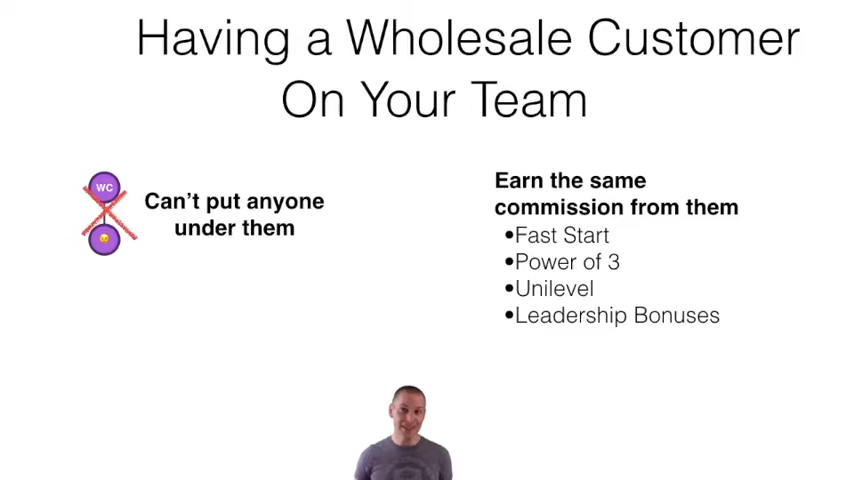 Having a Wholesale Customer
On Your Team
WC
Can't put anyone
under them
Earn the same
commission from them
•Fast Start
•Power of 3
•Unilevel
•Leadership Bonuses